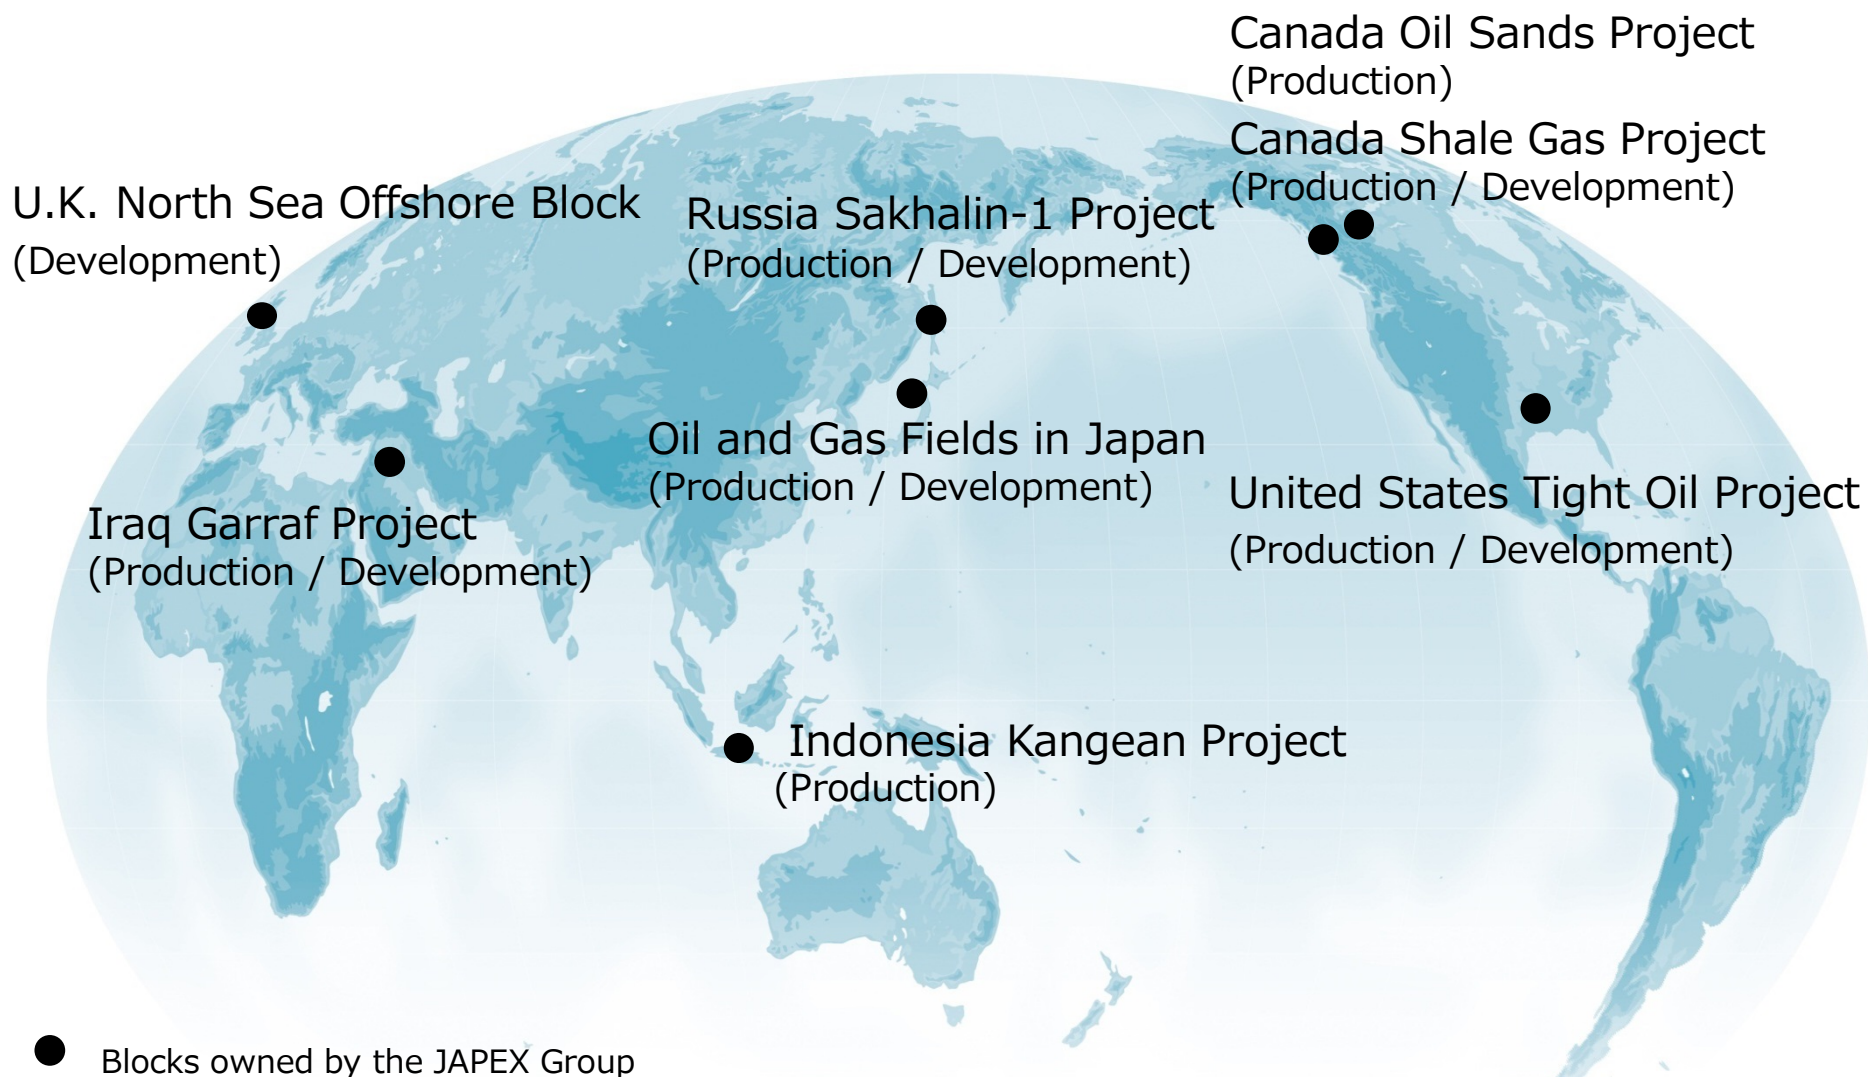 Canada Oil Sands Project
(Production)
Canada Shale Gas Project
(Production / Development)
U.K. North Sea Offshore Block
(Development)
Russia Sakhalin-1 Project
(Production / Development)
Oil and Gas Fields in Japan
(Production / Development)
United States Tight Oil Project
(Production / Development)
Iraq Garraf Project
(Production / Development)
Indonesia Kangean Project
(Production)
Blocks owned by the JAPEX Group